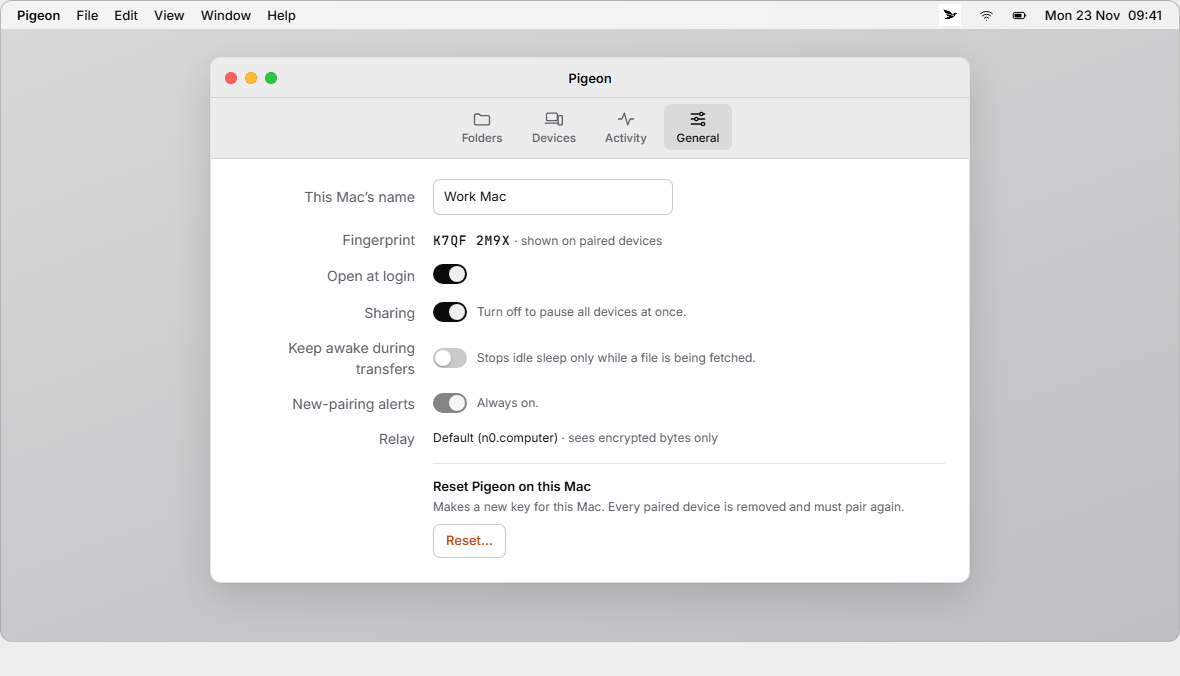 Pigeon File Edit View Window Help Mon 23 Nov 09:41
Pigeon
Folders Devices Activity General
This Mac’s name Work Mac
Fingerprint K7QF 2M9X · shown on paired devices
Open at login
Sharing Turn off to pause all devices at once.
Keep awake during
transfers
Stops idle sleep only while a file is being fetched.
New-pairing alerts Always on.
Relay Default (n0.computer) · sees encrypted bytes only
Reset Pigeon on this Mac
Makes a new key for this Mac. Every paired device is removed and must pair again.
Reset…